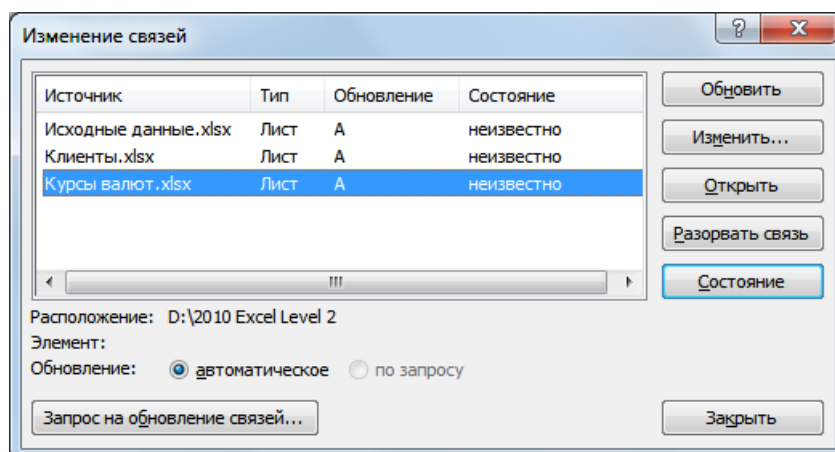 Изменение связей
?
Источник Тип Обновление Состояние
Исходные данные.xlsx Лист А неизвестно
Клиенты.xlsx Лист А неизвестно
Курсы валют.xlsx Лист А неизвестно
Обновить
Изменить...
Открыть
Разорвать связь
Состояние
Расположение: D:\2010 Excel Level 2
Элемент:
Обновление: автоматическое по запросу
Запрос на обновление связей...
Закрыть